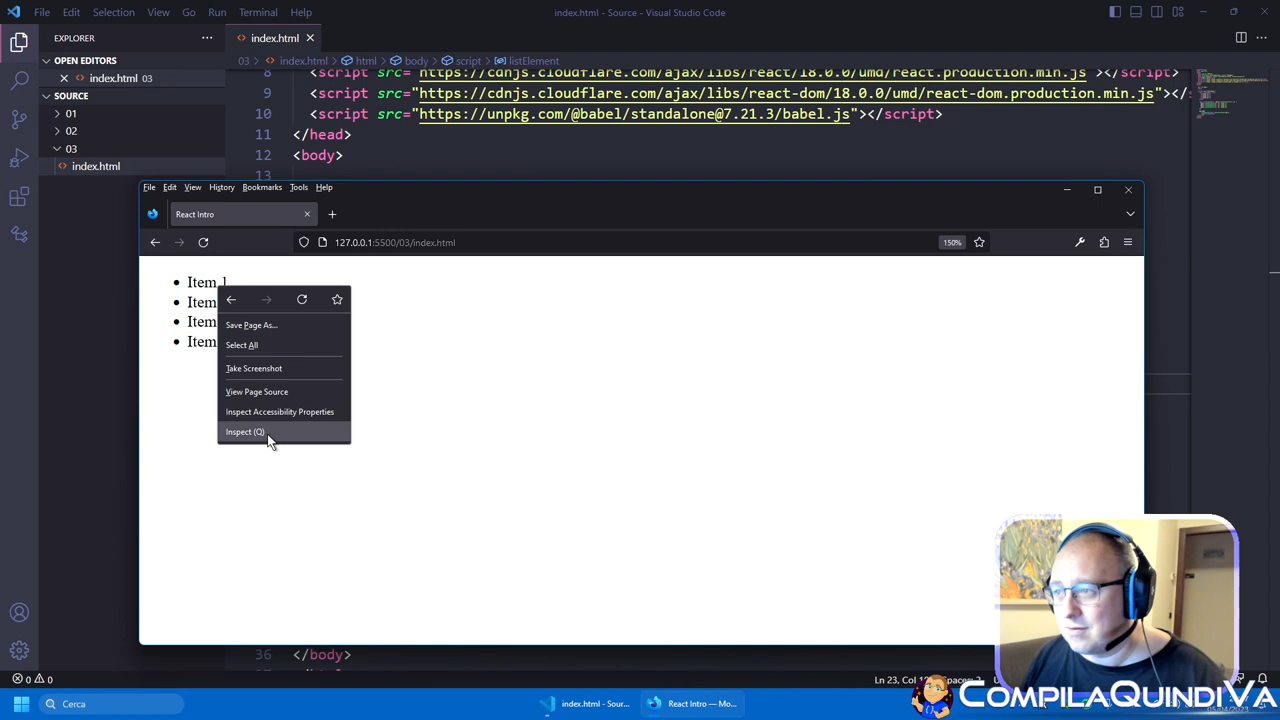 File Edit Selection View Go Run Terminal Help
index.html - Source - Visual Studio Code
EXPLORER
index.html
OPEN EDITORS
03 > index.html > html > body > script > listElement
index.html 03
SOURCE
01
02
03
index.html
8 <script src="https://cdnjs.cloudflare.com/ajax/libs/react/18.0.0/umd/react.production.min.js"></script>
9 <script src="https://cdnjs.cloudflare.com/ajax/libs/react-dom/18.0.0/umd/react-dom.production.min.js"></s
10 <script src="https://unpkg.com/@babel/standalone@7.21.3/babel.js"></script>
11 </head>
12 <body>
13
File Edit View History Bookmarks Tools Help
React Intro
127.0.0.1:5500/03/index.html
150%
Item 1
Item
Item
Item
Save Page As...
Select All
Take Screenshot
View Page Source
Inspect Accessibility Properties
Inspect (Q)
36 </body>
0 0
Ln 23, Col
Cerca
index.html - Sourc...
React Intro — Mo...
COMPILAQUINDIVA